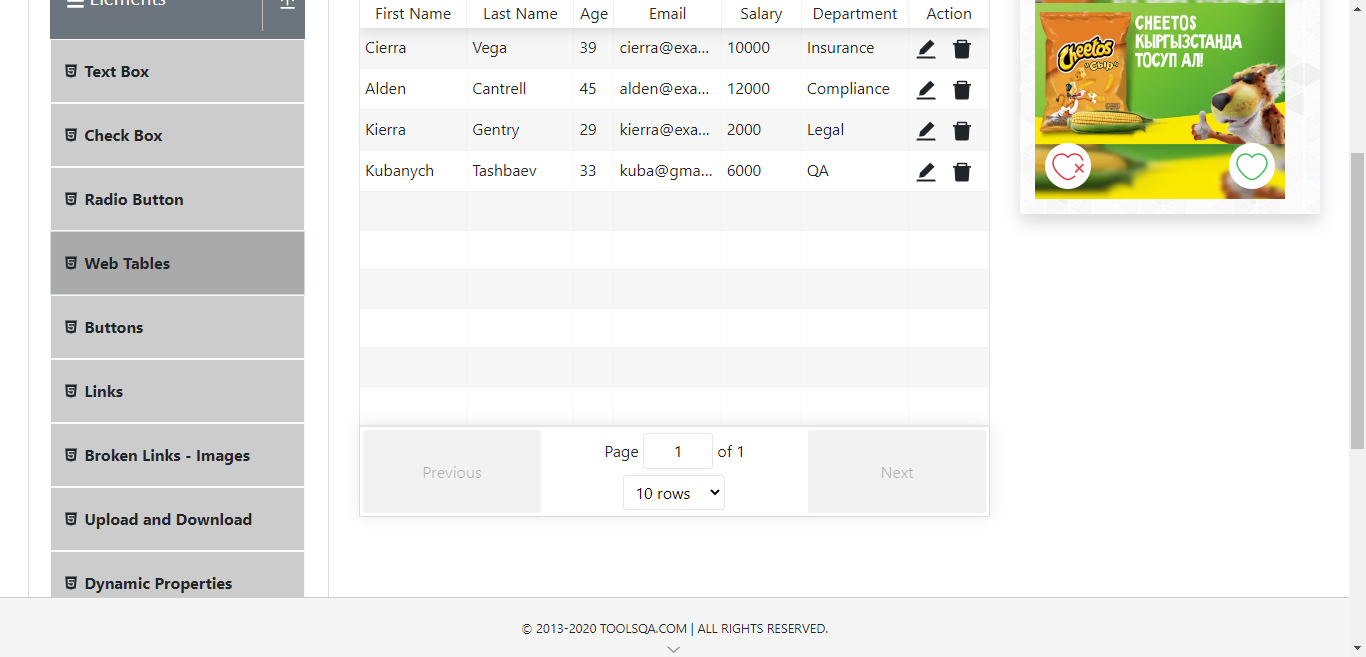 Elements
Text Box
Check Box
Radio Button
Web Tables
Buttons
Links
Broken Links - Images
Upload and Download
Dynamic Properties
First Name Last Name Age Email Salary Department Action
Cierra Vega 39 cierra@exa... 10000 Insurance
Alden Cantrell 45 alden@exa... 12000 Compliance
Kierra Gentry 29 kierra@exa... 2000 Legal
Kubanych Tashbaev 33 kuba@gma... 6000 QA
Previous
Page 1 of 1
10 rows
Next
CHEETOS
КЫРГЫЗСТАНДА
ТОСУП АЛ!
Cheetos
Сыр
© 2013-2020 TOOLSQA.COM | ALL RIGHTS RESERVED.